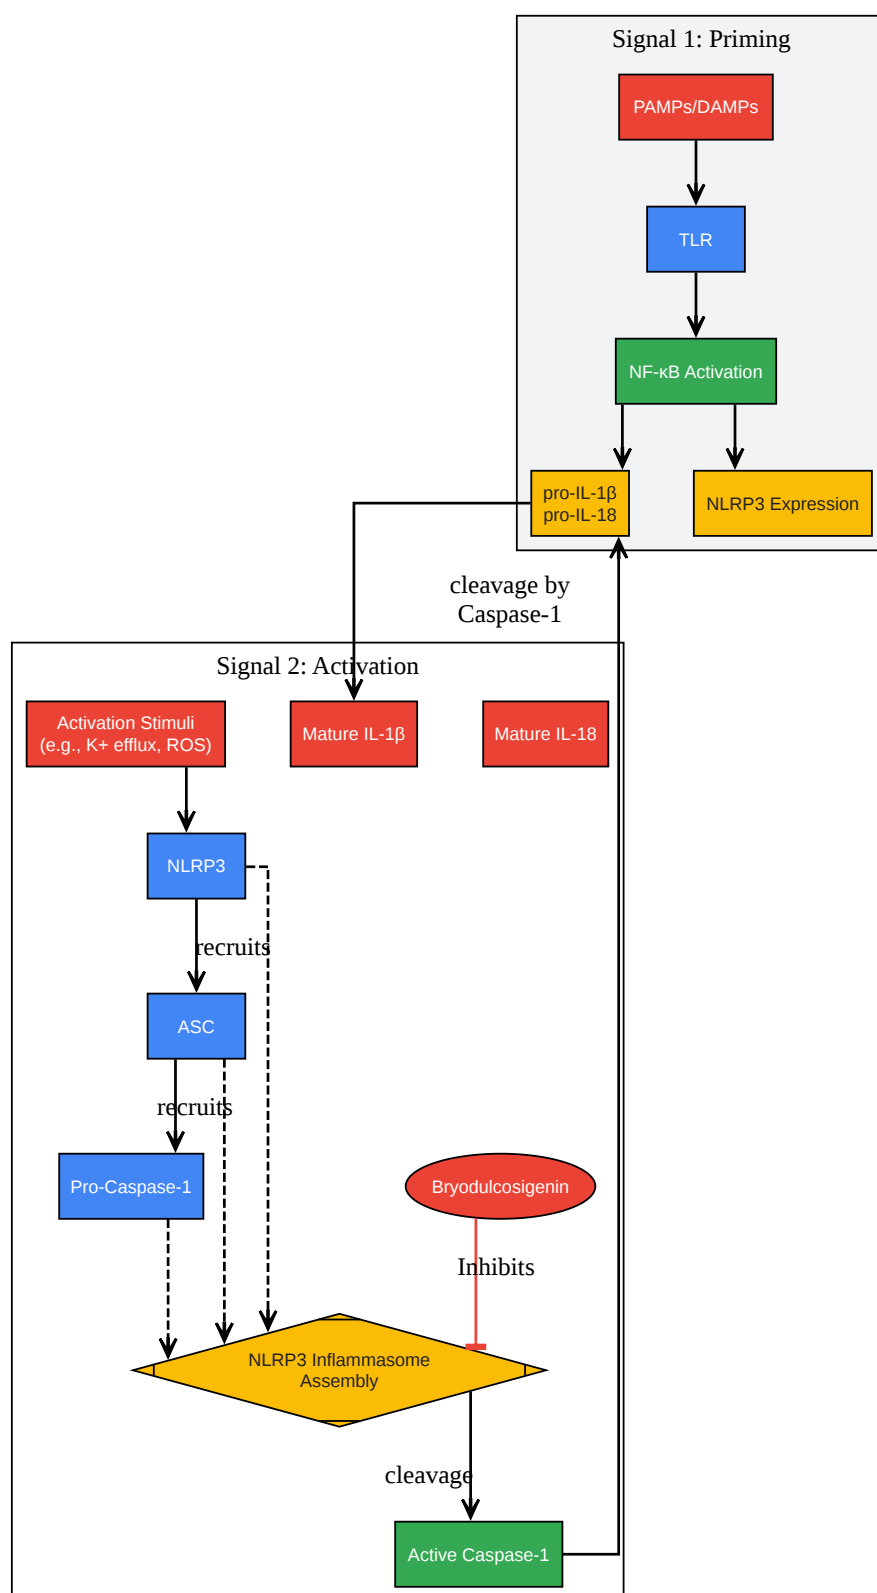 Signal 1: Priming
PAMPs/DAMPs
TLR
NF-κB Activation
pro-IL-1β
pro-IL-18
NLRP3 Expression
cleavage by
Caspase-1
Signal 2: Activation
Activation Stimuli
(e.g., K+ efflux, ROS)
Mature IL-1β
Mature IL-18
NLRP3
recruits
ASC
recruits
Pro-Caspase-1
Bryodulcosigenin
Inhibits
NLRP3 Inflammasome
Assembly
cleavage
Active Caspase-1